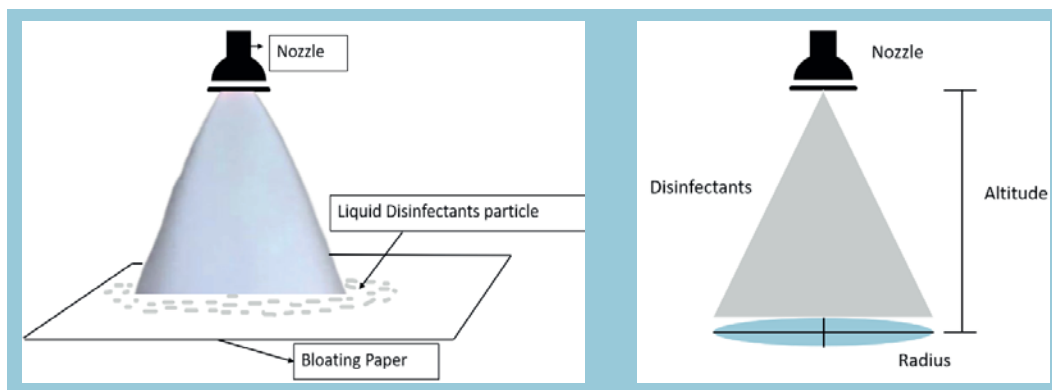 Nozzle
Liquid Disinfectants particle
Bloating Paper
Nozzle
Disinfectants
Altitude
Radius